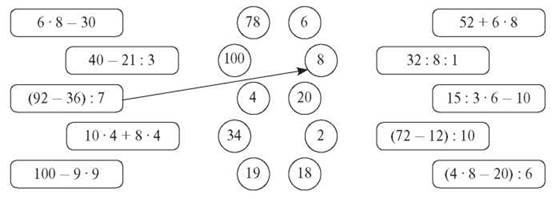 6 · 8 – 30 78 6 52 + 6 · 8
40 – 21 : 3 100 8 32 : 8 : 1
(92 – 36) : 7 4 20 15 : 3 · 6 – 10
10 · 4 + 8 · 4 34 2 (72 – 12) : 10
100 – 9 · 9 19 18 (4 · 8 – 20) : 6